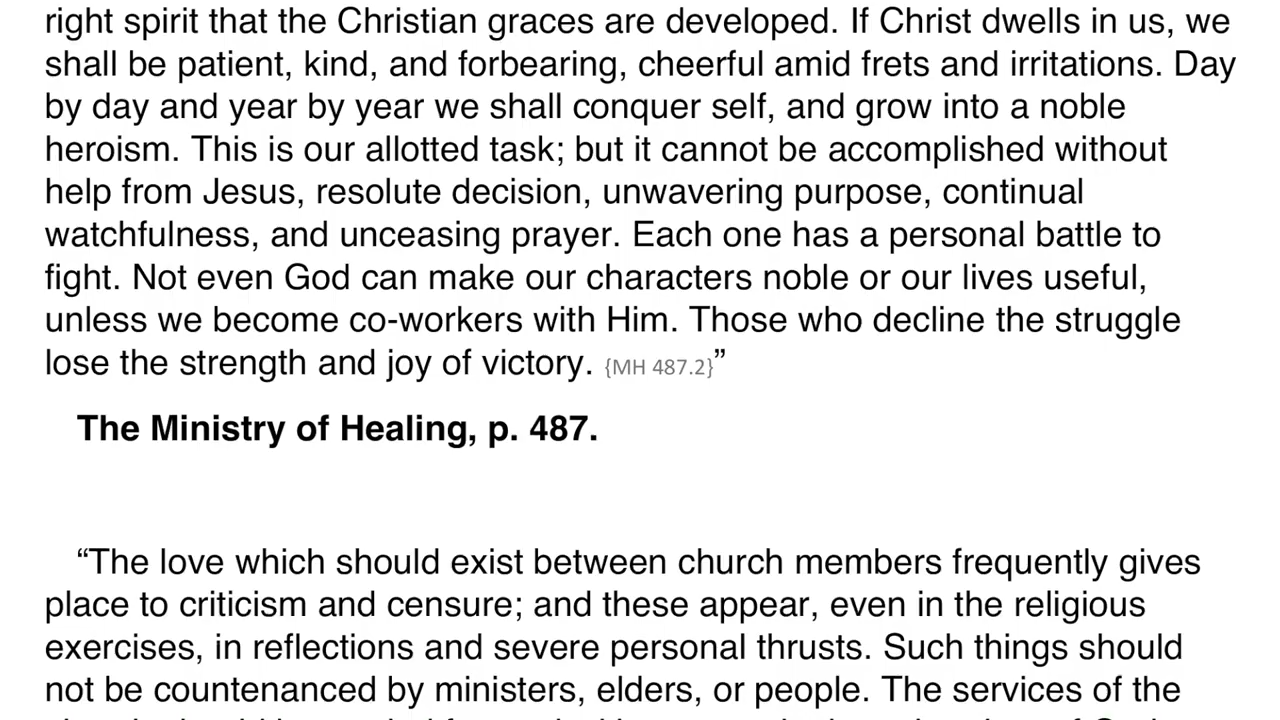 right spirit that the Christian graces are developed. If Christ dwells in us, we
shall be patient, kind, and forbearing, cheerful amid frets and irritations. Day
by day and year by year we shall conquer self, and grow into a noble
heroism. This is our allotted task; but it cannot be accomplished without
help from Jesus, resolute decision, unwavering purpose, continual
watchfulness, and unceasing prayer. Each one has a personal battle to
fight. Not even God can make our characters noble or our lives useful,
unless we become co-workers with Him. Those who decline the struggle
lose the strength and joy of victory. {MH 487.2}”
The Ministry of Healing, p. 487.
“The love which should exist between church members frequently gives
place to criticism and censure; and these appear, even in the religious
exercises, in reflections and severe personal thrusts. Such things should
not be countenanced by ministers, elders, or people. The services of the